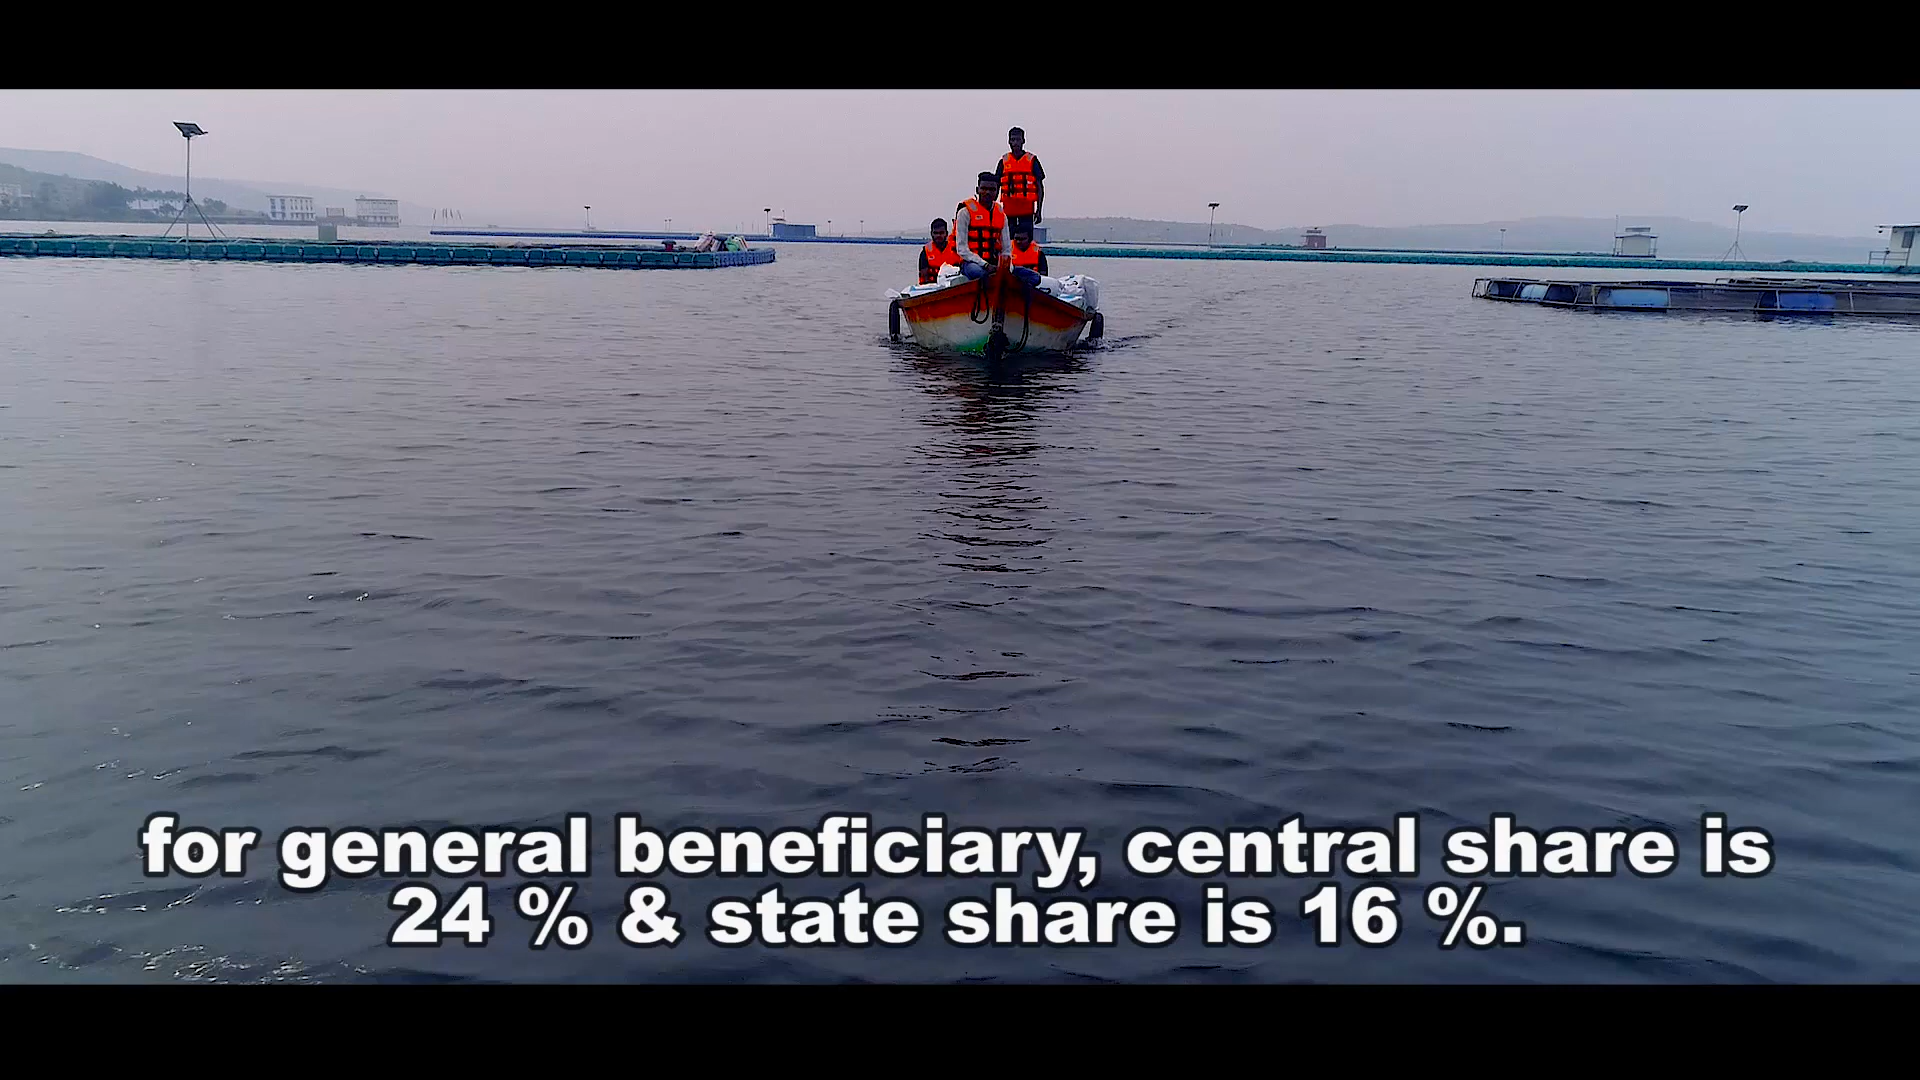 for general beneficiary, central share is
24 % & state share is 16 %.